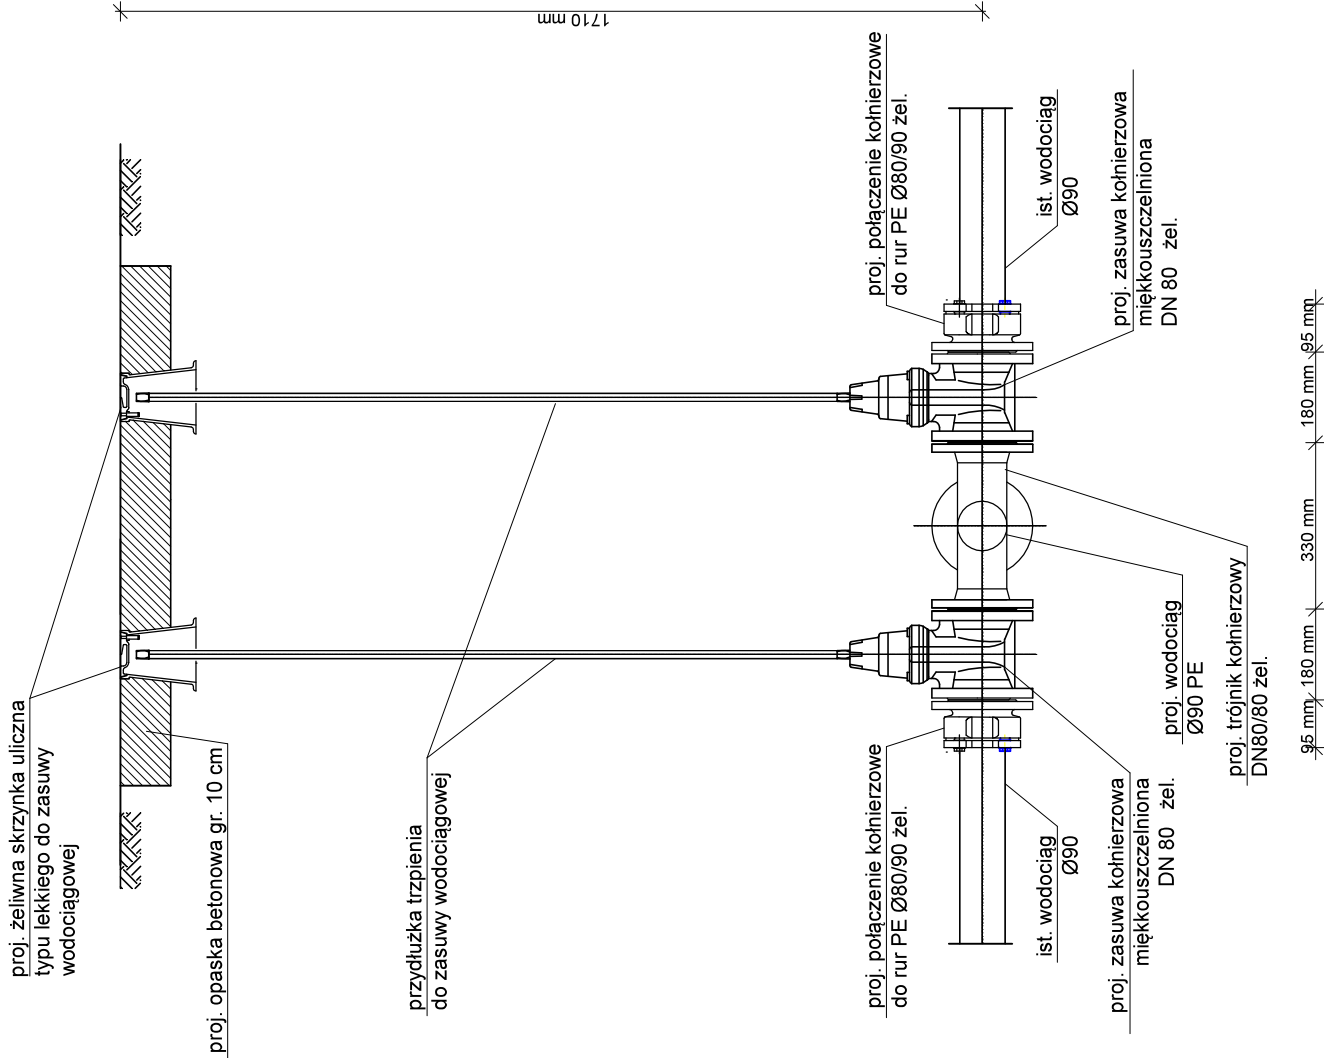 1710 mm
proj. żeliwna skrzynka uliczna
typu lekkiego do zasuwy
wodociągowej
proj. opaska betonowa gr. 10 cm
przydłużka trzpienia
do zasuwy wodociągowej
proj. połączenie kołnierzowe
do rur PE Ø80/90 żel.
ist. wodociąg
Ø90
proj. zasuwa kołnierzowa
miękkouszczelniona
DN 80 żel.
proj. połączenie kołnierzowe
do rur PE Ø80/90 żel.
ist. wodociąg
Ø90
proj. zasuwa kołnierzowa
miękkouszczelniona
DN 80 żel.
proj. wodociąg
Ø90 PE
proj. trójnik kołnierzowy
DN80/80 żel.
95 mm
180 mm
330 mm
180 mm
95 mm